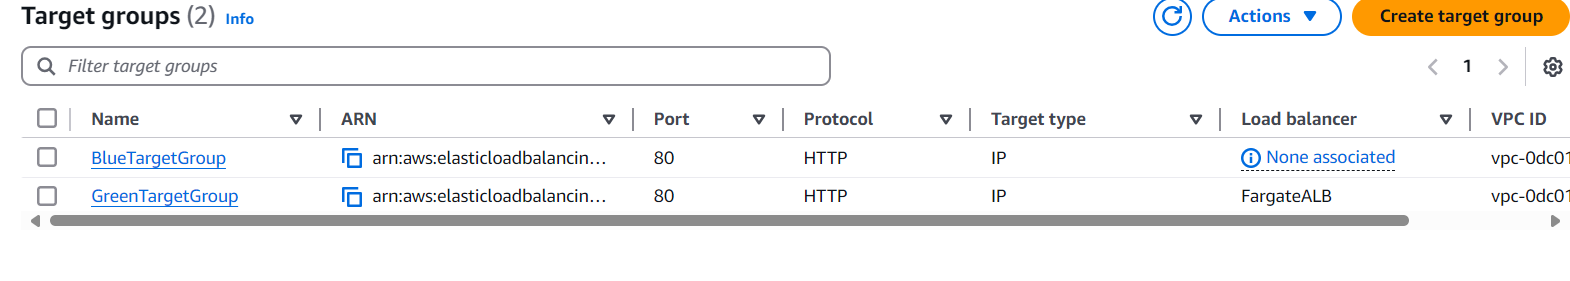 Target groups (2) Info
Actions
Create target group
Filter target groups
1
Name ARN Port Protocol Target type Load balancer VPC ID
BlueTargetGroup arn:aws:elasticloadbalancin… 80 HTTP IP None associated vpc-0dc01
GreenTargetGroup arn:aws:elasticloadbalancin… 80 HTTP IP FargateALB vpc-0dc01